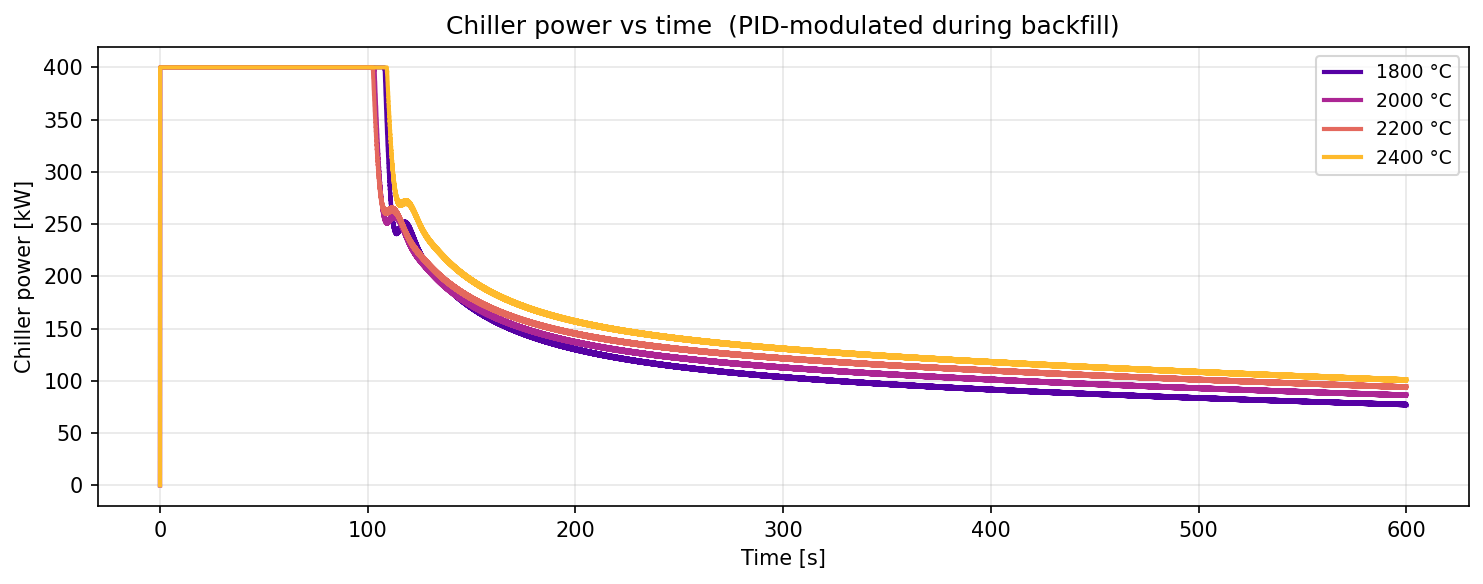 Chiller power vs time  (PID-modulated during backfill)
Chiller power [kW]
400
350
300
250
200
150
100
50
0
1800 °C
2000 °C
2200 °C
2400 °C
0 100 200 300 400 500 600
Time [s]